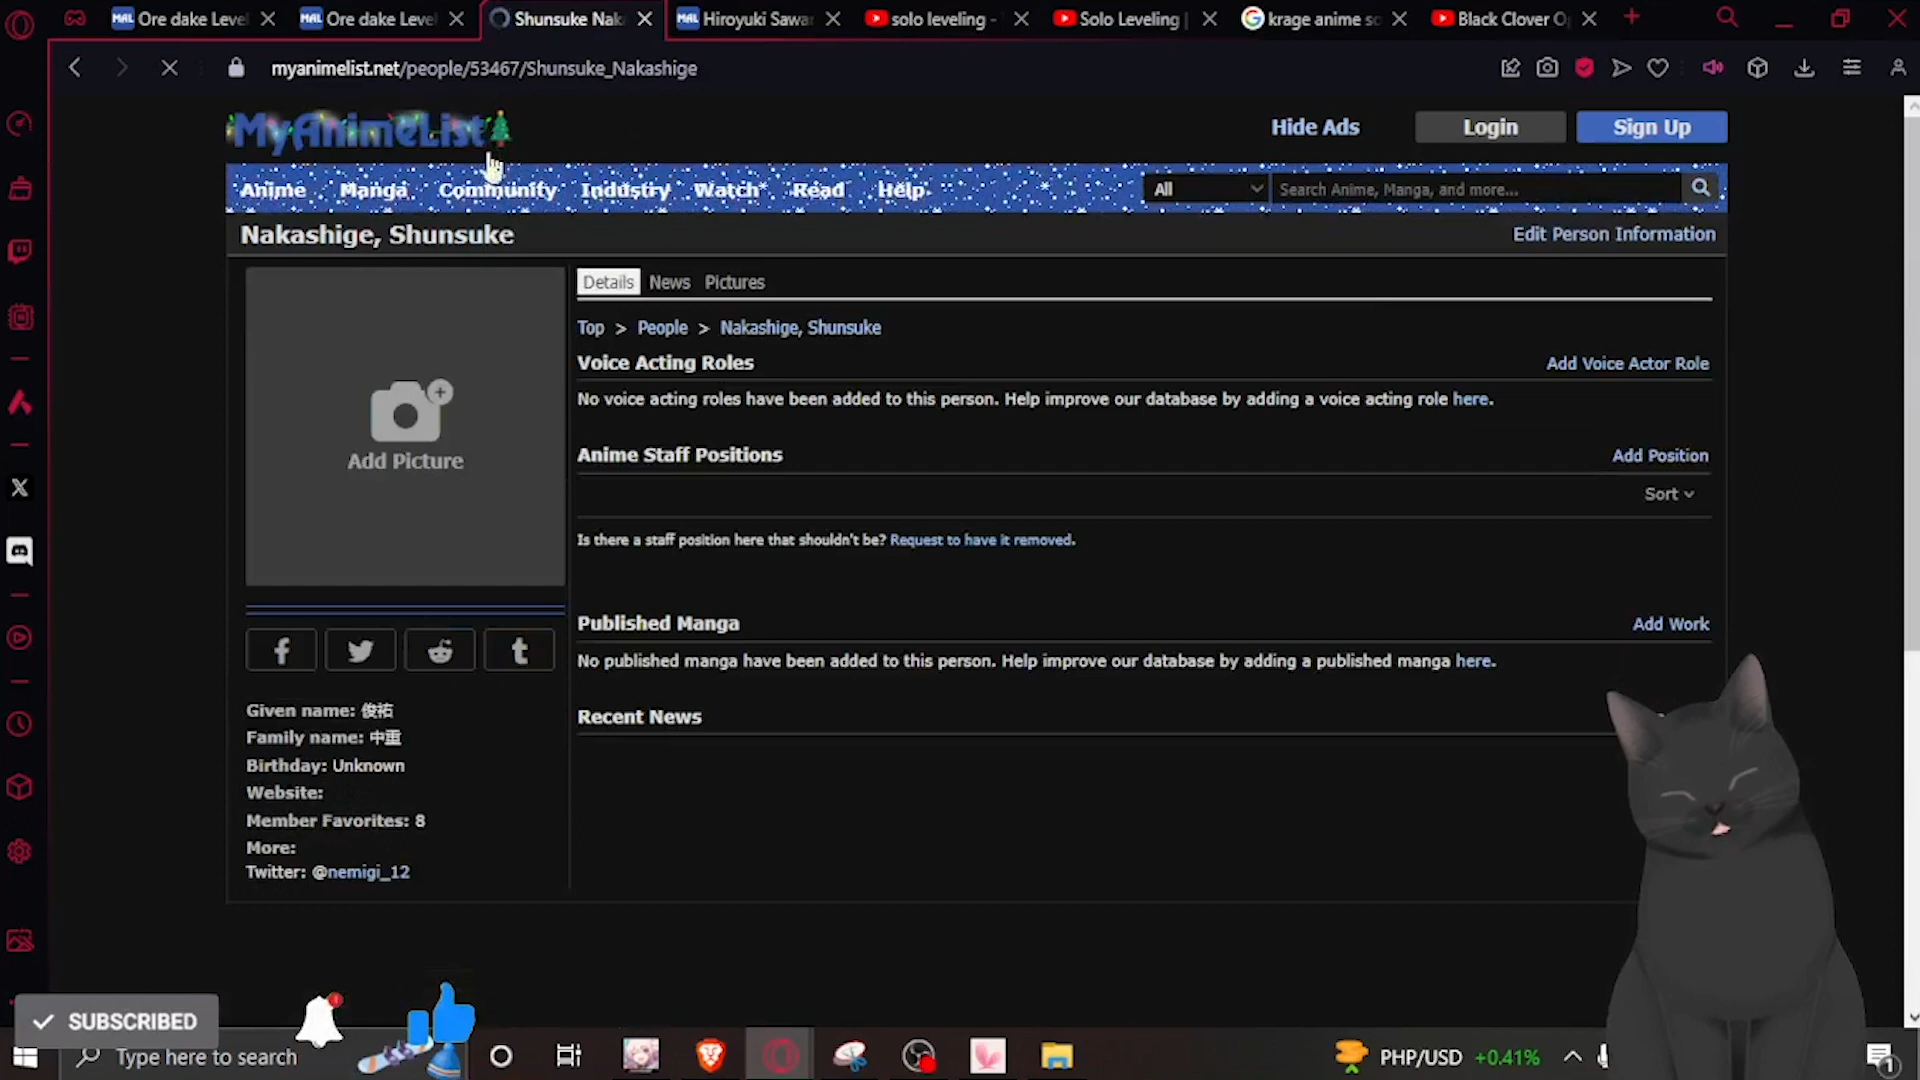 Ore dake Leve
Ore dake Leve
Shunsuke Nak
Hiroyuki Sawa
solo leveling -
Solo Leveling |
krage anime so
Black Clover O
myanimelist.net/people/53467/Shunsuke_Nakashige
MyAnimeList
Hide Ads
Login
Sign Up
Anime
Manga
Community
Industry
Watch
Read
Help
All
Search Anime, Manga, and more...
Nakashige, Shunsuke
Edit Person Information
Add Picture
Details
News
Pictures
Top > People > Nakashige, Shunsuke
Voice Acting Roles
Add Voice Actor Role
No voice acting roles have been added to this person. Help improve our database by adding a voice acting role here.
Anime Staff Positions
Add Position
Sort
Is there a staff position here that shouldn't be? Request to have it removed.
Published Manga
Add Work
No published manga have been added to this person. Help improve our database by adding a published manga here.
Recent News
Given name: 俊祐
Family name: 中重
Birthday: Unknown
Website:
Member Favorites: 8
More:
Twitter: @nemigi_12
SUBSCRIBED
Type here to search
PHP/USD +0.41%
1